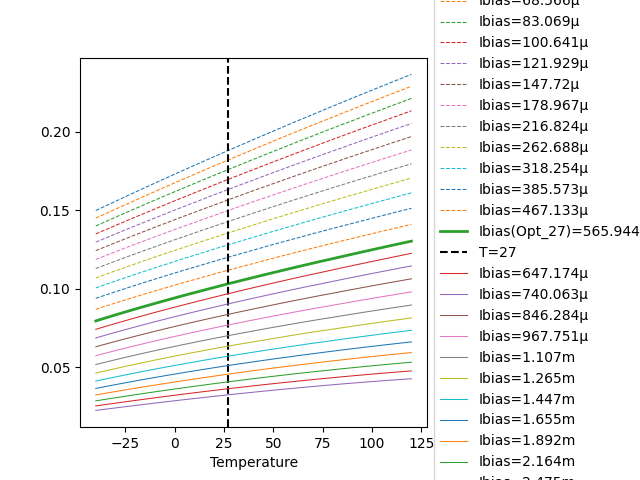 Ibias=68.566µ
Ibias=83.069µ
Ibias=100.641µ
Ibias=121.929µ
Ibias=147.72µ
Ibias=178.967µ
Ibias=216.824µ
Ibias=262.688µ
Ibias=318.254µ
Ibias=385.573µ
Ibias=467.133µ
Ibias(Opt_27)=565.944
T=27
Ibias=647.174µ
Ibias=740.063µ
Ibias=846.284µ
Ibias=967.751µ
Ibias=1.107m
Ibias=1.265m
Ibias=1.447m
Ibias=1.655m
Ibias=1.892m
Ibias=2.164m
0.20
0.15
0.10
0.05
−25 0 25 50 75 100 125
Temperature